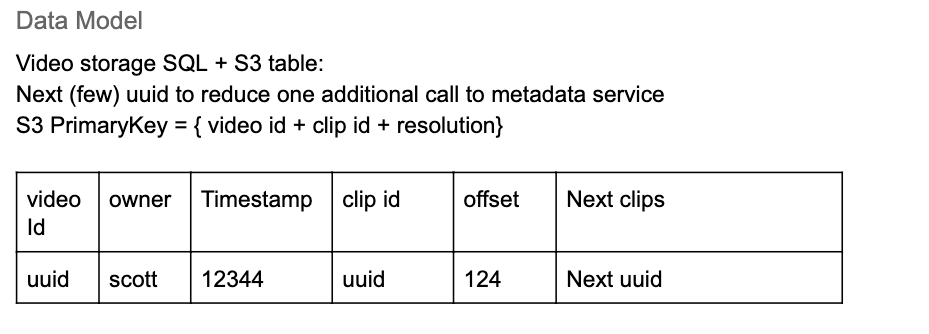 Data Model
Video storage SQL + S3 table:
Next (few) uuid to reduce one additional call to metadata service
S3 PrimaryKey = { video id + clip id + resolution}
video Id owner Timestamp clip id offset Next clips
uuid scott 12344 uuid 124 Next uuid